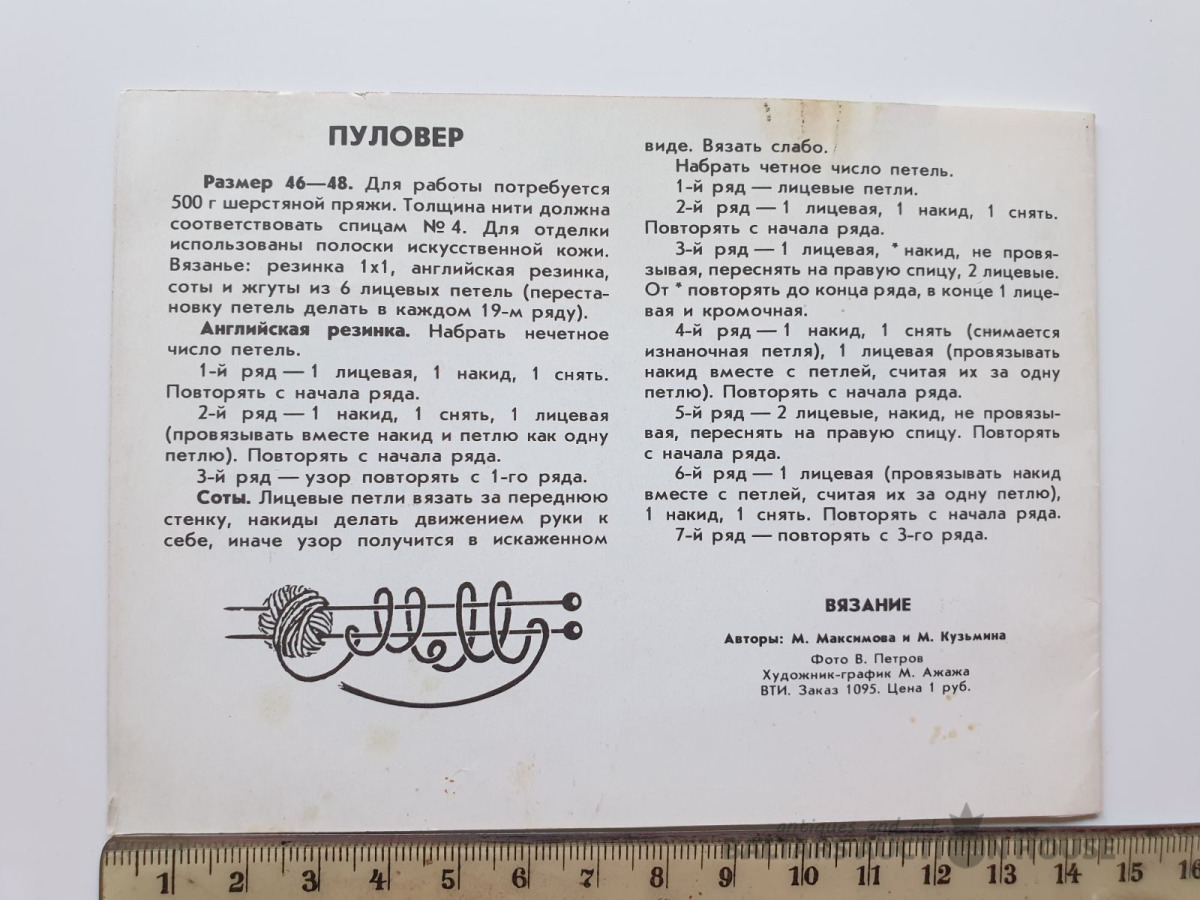 ПУЛОВЕР
Размер 46—48. Для работы потребуется
500 г шерстяной пряжи. Толщина нити должна
соответствовать спицам №4. Для отделки
использованы полоски искусственной кожи.
Вязанье: резинка 1х1, английская резинка,
соты и жгуты из 6 лицевых петель (переста-
новку петель делать в каждом 19-м ряду).
Английская резинка. Набрать нечетное
число петель.
1-й ряд — 1 лицевая, 1 накид, 1 снять.
Повторять с начала ряда.
2-й ряд — 1 накид, 1 снять, 1 лицевая
(провязывать вместе накид и петлю как одну
петлю). Повторять с начала ряда.
3-й ряд — узор повторять с 1-го ряда.
Соты. Лицевые петли вязать за переднюю
стенку, накиды делать движением руки к
себе, иначе узор получится в искаженном
виде. Вязать слабо.
Набрать четное число петель.
1-й ряд — лицевые петли.
2-й ряд — 1 лицевая, 1 накид, 1 снять.
Повторять с начала ряда.
3-й ряд — 1 лицевая, * накид, не провя-
зывая, переснять на правую спицу, 2 лицевые.
От * повторять до конца ряда, в конце 1 лице-
вая и кромочная.
4-й ряд — 1 накид, 1 снять (снимается
изнаночная петля), 1 лицевая (провязывать
накид вместе с петлей, считая их за одну
петлю). Повторять с начала ряда.
5-й ряд — 2 лицевые, накид, не провязы-
вая, переснять на правую спицу. Повторять
с начала ряда.
6-й ряд — 1 лицевая (провязывать накид
вместе с петлей, считая их за одну петлю),
1 накид, 1 снять. Повторять с начала ряда.
7-й ряд — повторять с 3-го ряда.
ВЯЗАНИЕ
Авторы: М. Максимова и М. Кузьмина
Фото В. Петров
Художник-график М. Ажажа
ВТИ. Заказ 1095. Цена 1 руб.
antiques and art
HOUSE
1 2 3 4 5 6 7 8 9 10 11 12 13 14 15 16